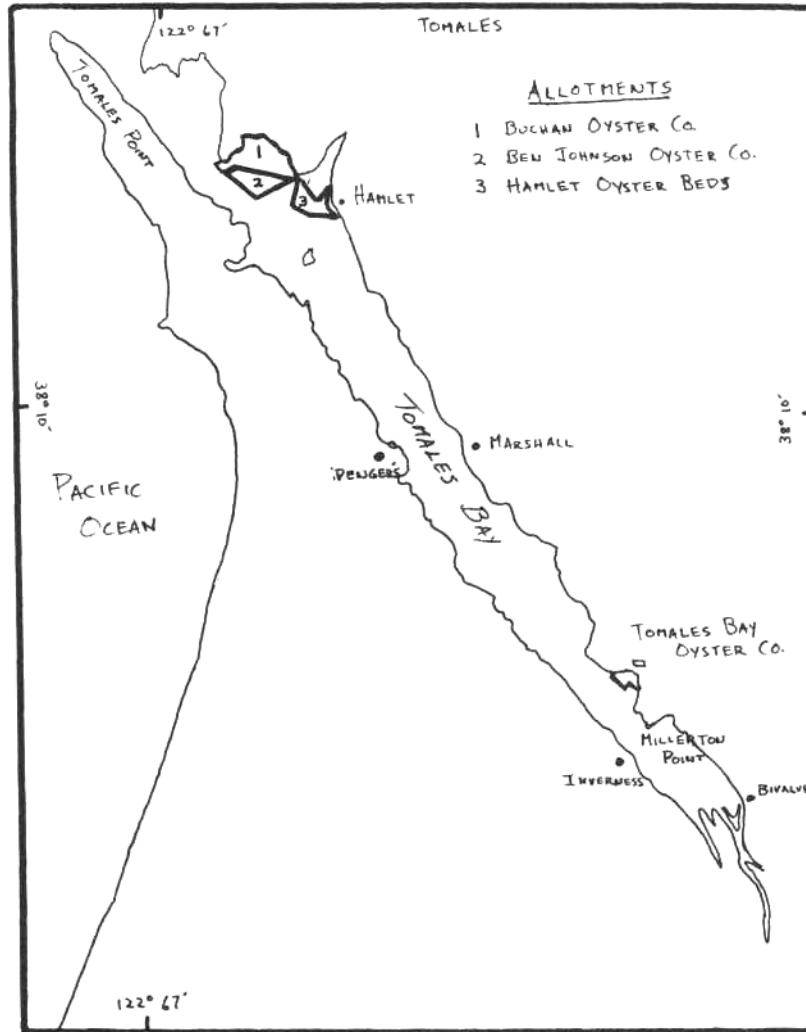 122° 67'
TOMALES
TOMALES POINT
ALLOTMENTS
1 BUCHAN OYSTER CO.
2 BEN JOHNSON OYSTER CO.
3 HAMLET OYSTER BEDS
1
2
3
HAMLET
38° 10'
38° 10'
TOMALES BAY
MARSHALL
'DENGERS'
PACIFIC
OCEAN
TOMALES BAY
OYSTER CO.
MILLERTON
POINT
INVERNESS
BIVALVE
122° 67'